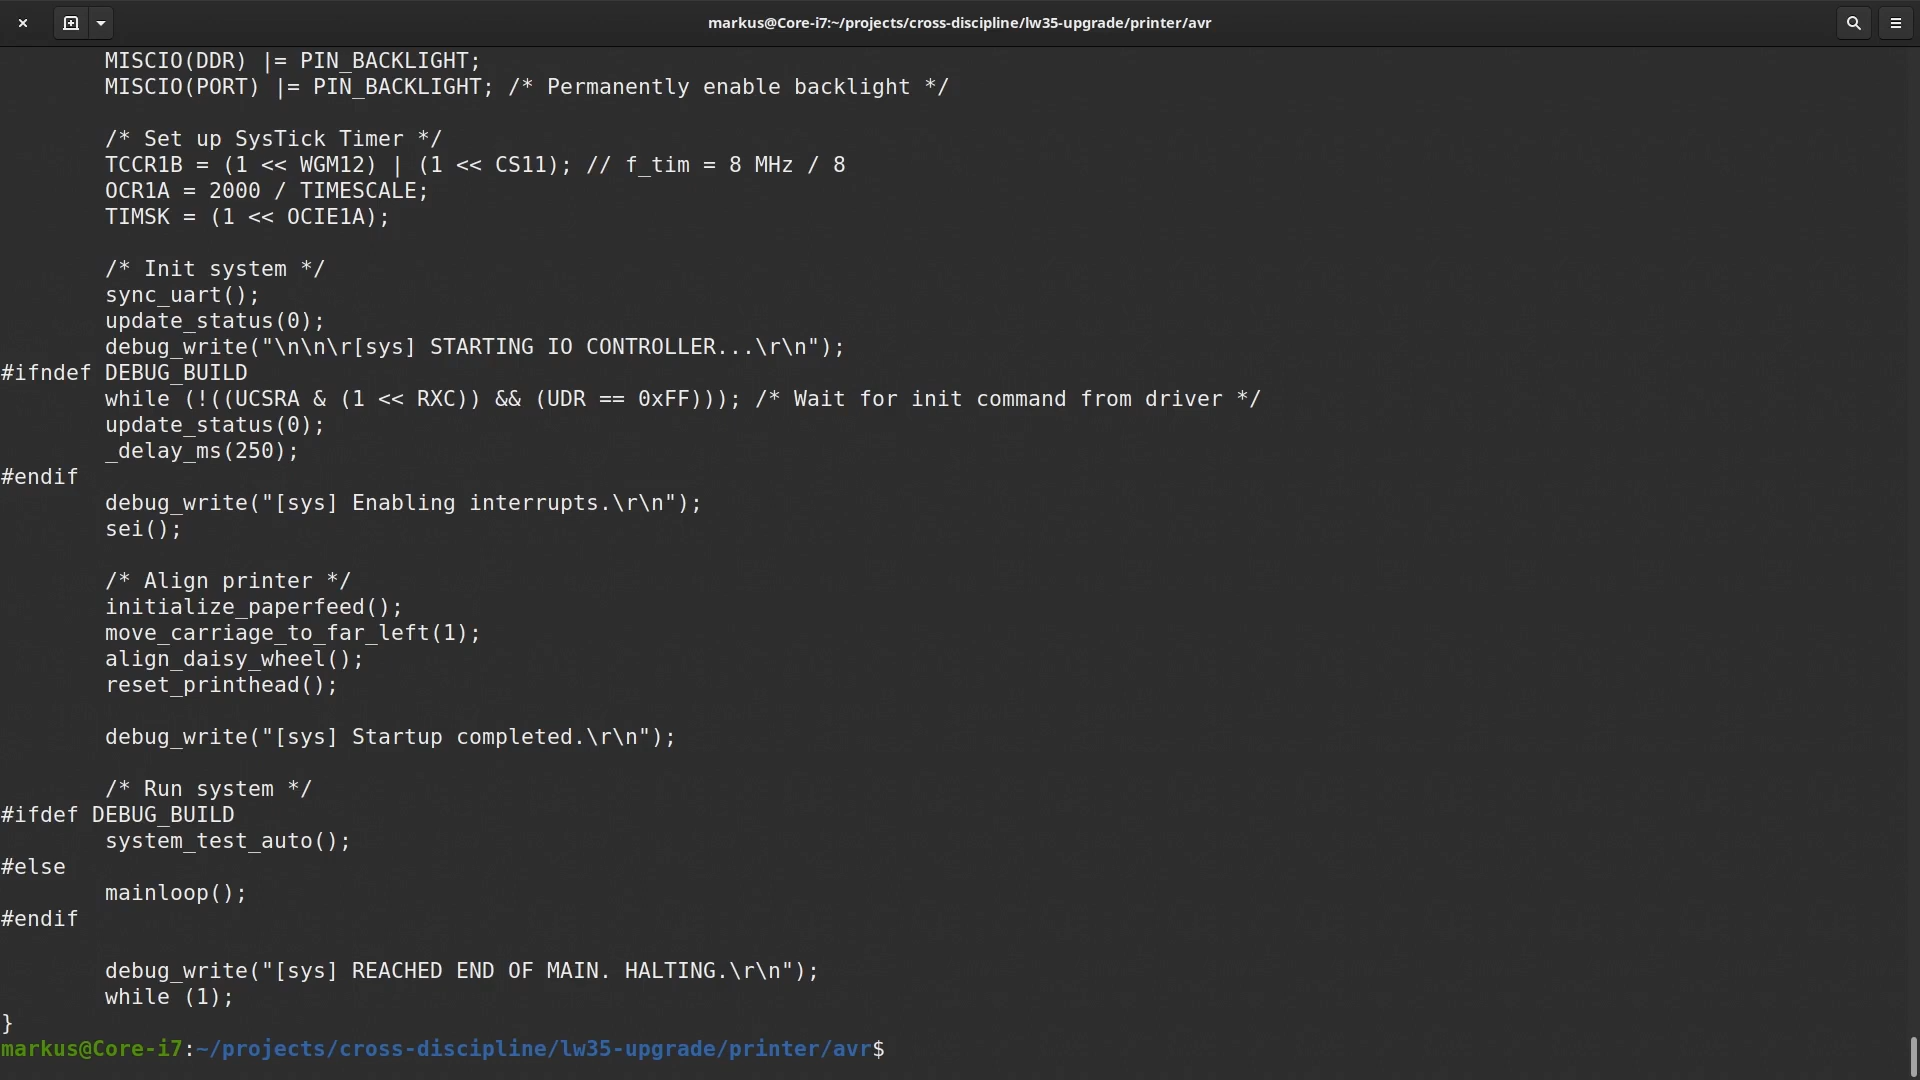 markus@Core-i7:~/projects/cross-discipline/lw35-upgrade/printer/avr
MISCIO(DDR) |= PIN_BACKLIGHT;
MISCIO(PORT) |= PIN_BACKLIGHT; /* Permanently enable backlight */
/* Set up SysTick Timer */
TCCR1B = (1 << WGM12) | (1 << CS11); // f_tim = 8 MHz / 8
OCR1A = 2000 / TIMESCALE;
TIMSK = (1 << OCIE1A);
/* Init system */
sync_uart();
update_status(0);
debug_write("\n\n\r[sys] STARTING IO CONTROLLER...\r\n");
#ifndef DEBUG_BUILD
while (!((UCSRA & (1 << RXC)) && (UDR == 0xFF))); /* Wait for init command from driver */
update_status(0);
_delay_ms(250);
#endif
debug_write("[sys] Enabling interrupts.\r\n");
sei();
/* Align printer */
initialize_paperfeed();
move_carriage_to_far_left(1);
align_daisy_wheel();
reset_printhead();
debug_write("[sys] Startup completed.\r\n");
/* Run system */
#ifdef DEBUG_BUILD
system_test_auto();
#else
mainloop();
#endif
debug_write("[sys] REACHED END OF MAIN. HALTING.\r\n");
while (1);
}
markus@Core-i7:~/projects/cross-discipline/lw35-upgrade/printer/avr$